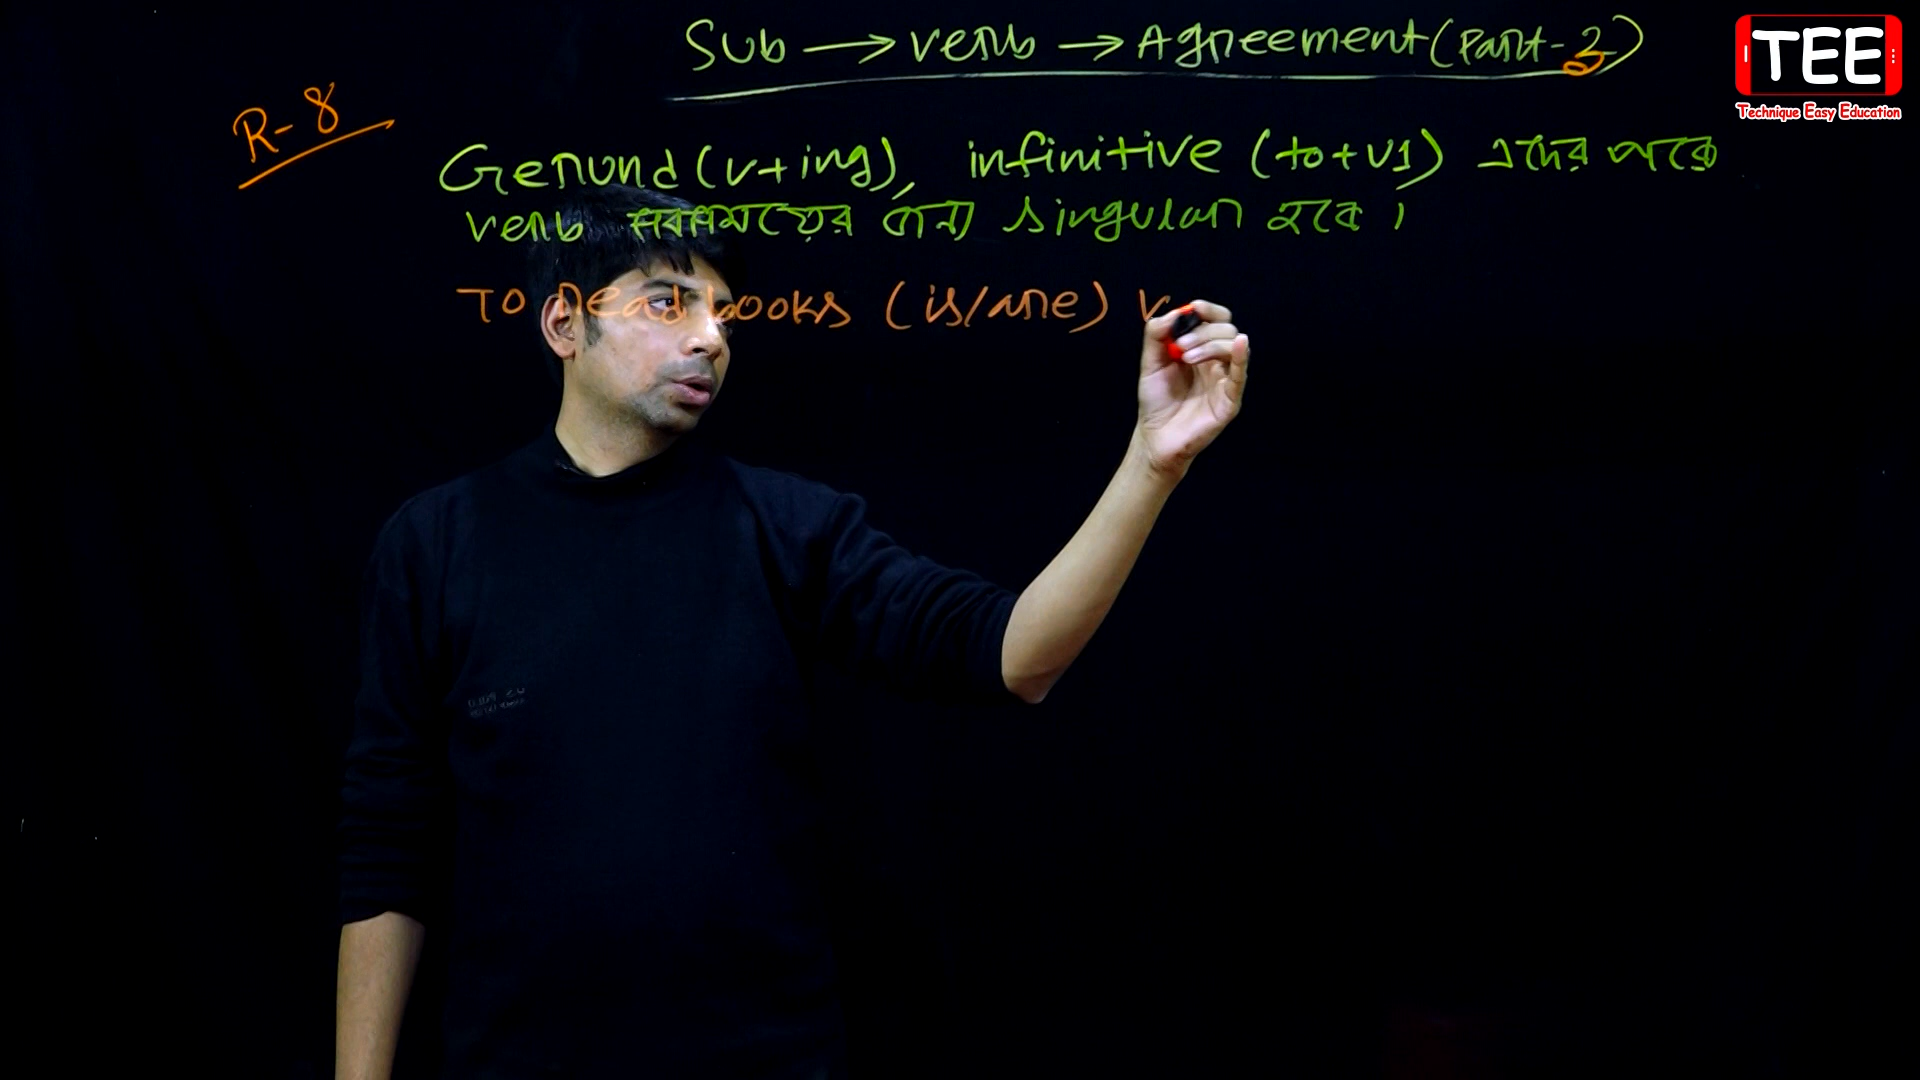 Sub → verb → Agreement (Part-3)
TEE
Technique Easy Education
R-8
Gerund (v+ing), infinitive (to+v1) এদের পরে
verb সবসময়ের জন্য singular হবে।
To read books (is/are) v